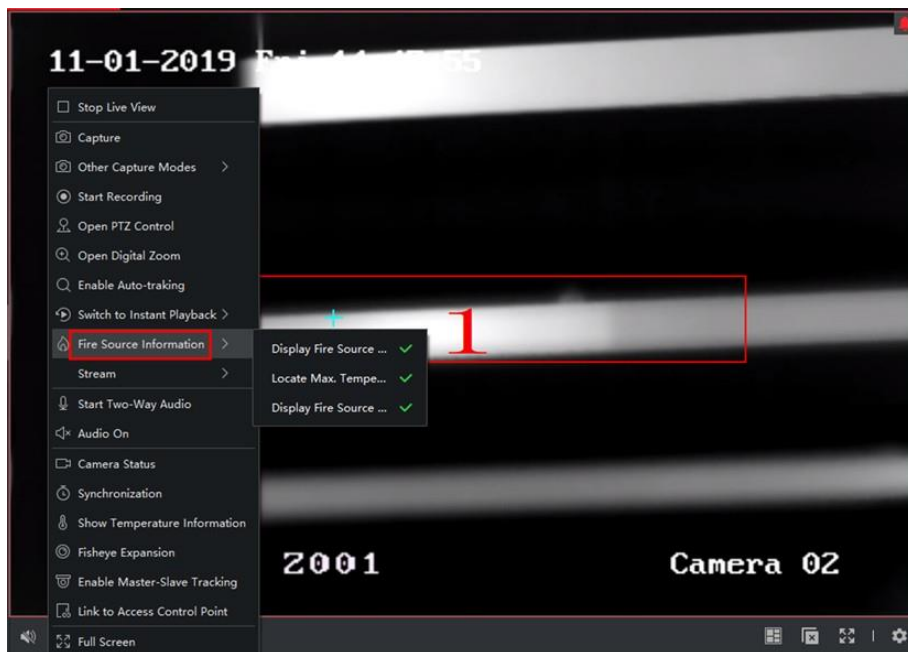 11-01-2019 Fri
Stop Live View
Capture
Other Capture Modes
Start Recording
Open PTZ Control
Open Digital Zoom
Enable Auto-traking
Switch to Instant Playback
Fire Source Information
Stream
Start Two-Way Audio
Audio On
Camera Status
Synchronization
Show Temperature Information
Fisheye Expansion
Enable Master-Slave Tracking
Link to Access Control Point
Full Screen
Display Fire Source ...
Locate Max. Tempe...
Display Fire Source ...
1
2001
Camera 02